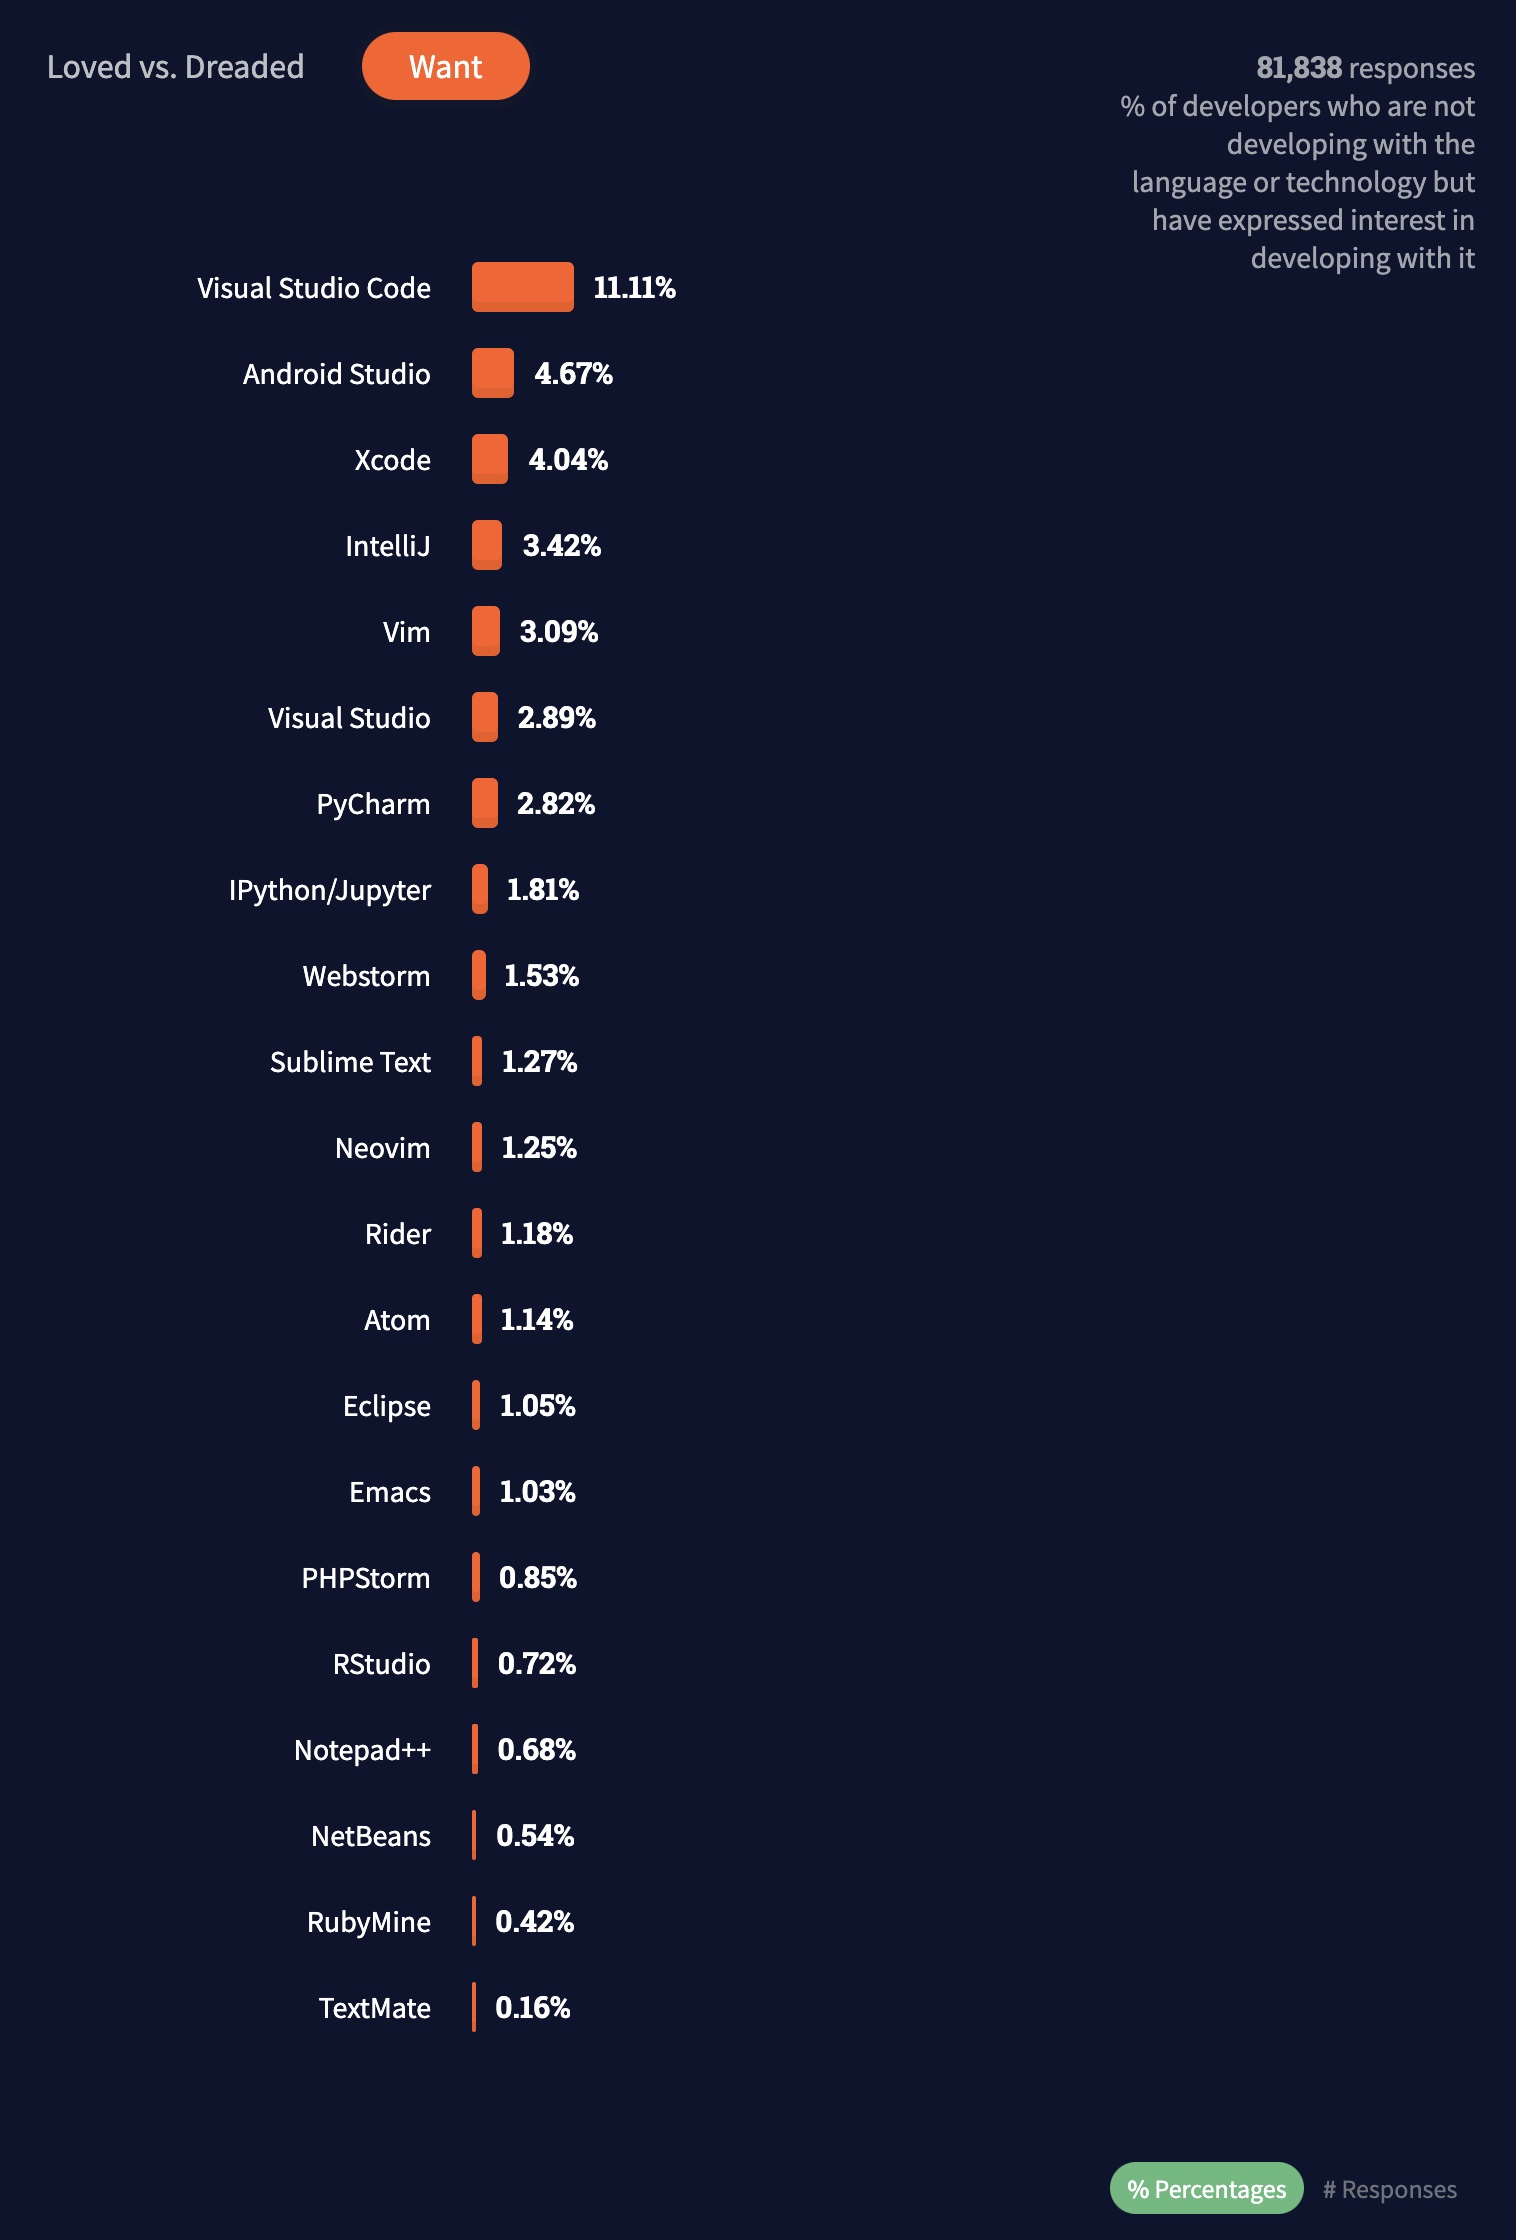 Loved vs. Dreaded
Want
81,838 responses
% of developers who are not
developing with the
language or technology but
have expressed interest in
developing with it
Visual Studio Code 11.11%
Android Studio 4.67%
Xcode 4.04%
IntelliJ 3.42%
Vim 3.09%
Visual Studio 2.89%
PyCharm 2.82%
IPython/Jupyter 1.81%
Webstorm 1.53%
Sublime Text 1.27%
Neovim 1.25%
Rider 1.18%
Atom 1.14%
Eclipse 1.05%
Emacs 1.03%
PHPStorm 0.85%
RStudio 0.72%
Notepad++ 0.68%
NetBeans 0.54%
RubyMine 0.42%
TextMate 0.16%
% Percentages
# Responses